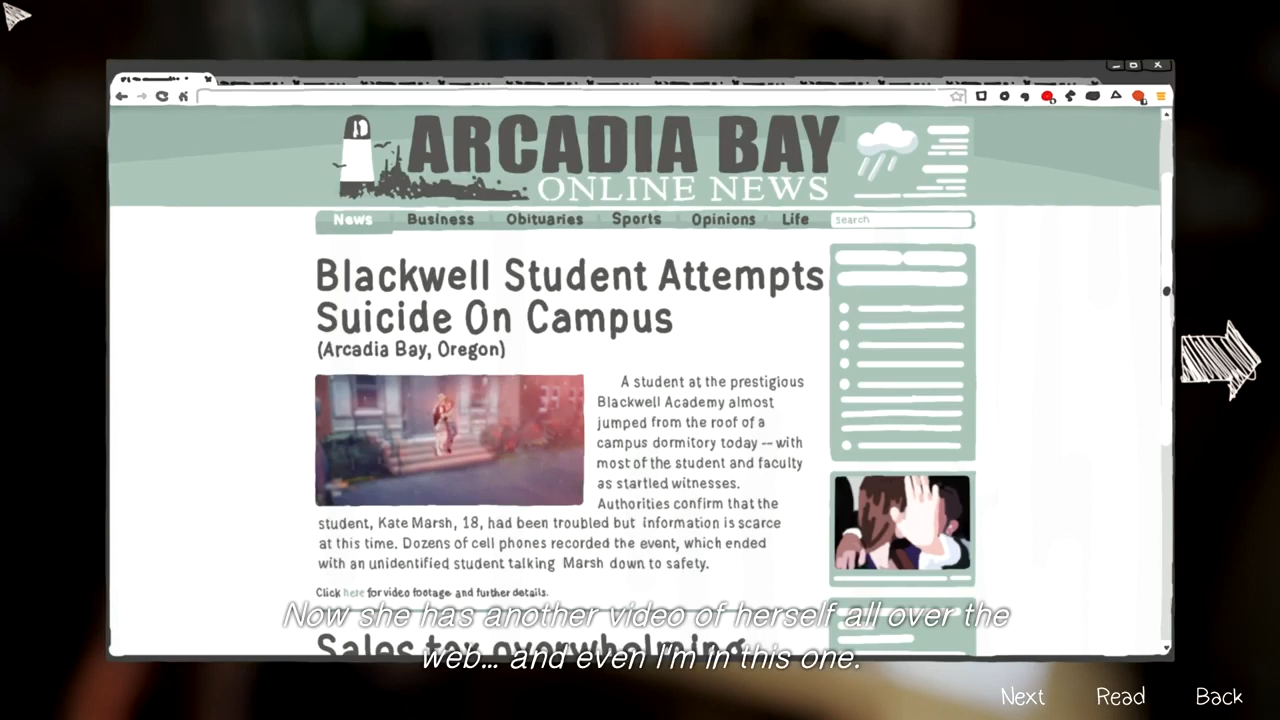 ARCADIA BAY
ONLINE NEWS
News Business Obituaries Sports Opinions Life search
Blackwell Student Attempts
Suicide On Campus
(Arcadia Bay, Oregon)
A student at the prestigious
Blackwell Academy almost
jumped from the roof of a
campus dormitory today -- with
most of the student and faculty
as startled witnesses.
Authorities confirm that the
student, Kate Marsh, 18, had been troubled but information is scarce
at this time. Dozens of cell phones recorded the event, which ended
with an unidentified student talking Marsh down to safety.
Click here for video footage and further details.
Now she has another video of herself all over the
Sales tax overwhelming
web... and even I'm in this one.
Next Read Back